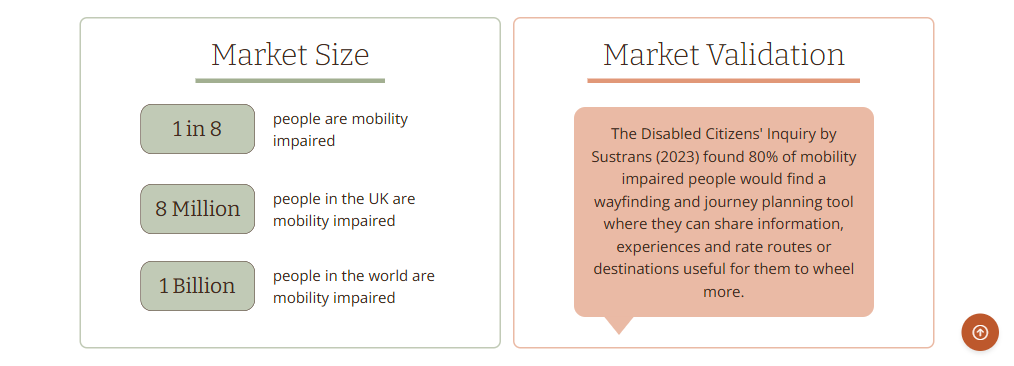 Market Size
1 in 8
people are mobility
impaired
8 Million
people in the UK are
mobility impaired
1 Billion
people in the world are
mobility impaired
Market Validation
The Disabled Citizens' Inquiry by
Sustrans (2023) found 80% of mobility
impaired people would find a
wayfinding and journey planning tool
where they can share information,
experiences and rate routes or
destinations useful for them to wheel
more.